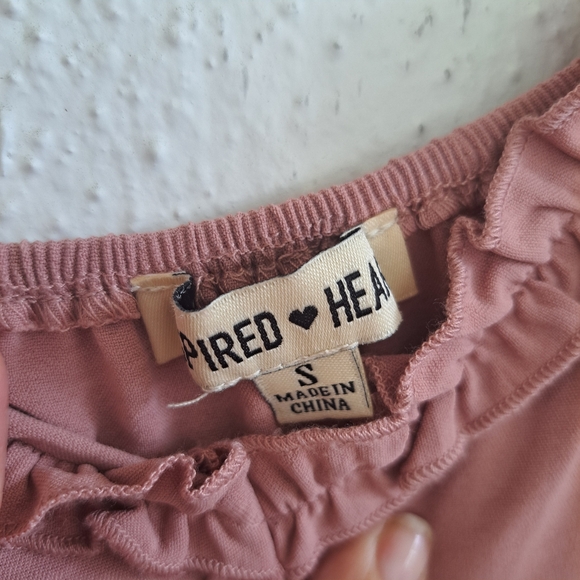 PIRED ♥ HEA
S
MADE IN
CHINA